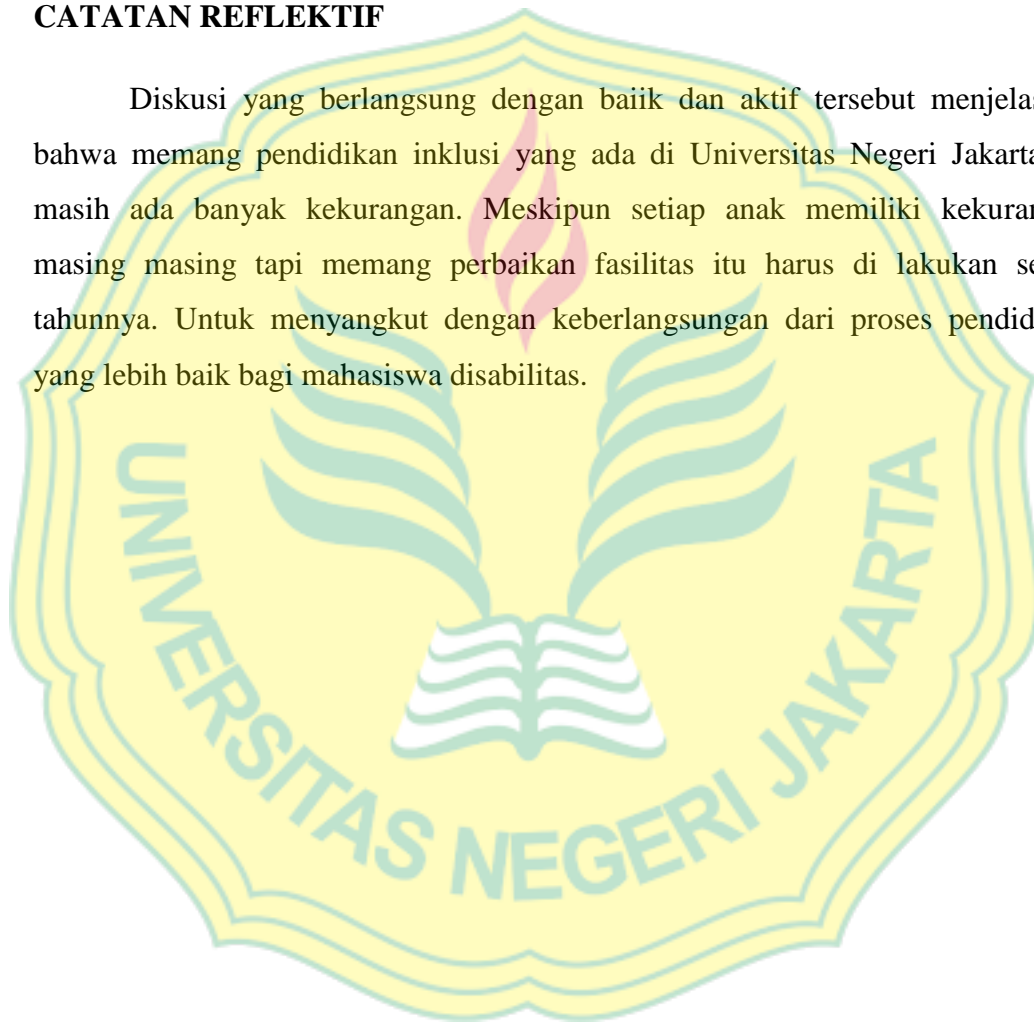 CATATAN REFLEKTIF
Diskusi yang berlangsung dengan baiik dan aktif tersebut menjelas
bahwa memang pendidikan inklusi yang ada di Universitas Negeri Jakarta
masih ada banyak kekurangan. Meskipun setiap anak memiliki kekuran
masing masing tapi memang perbaikan fasilitas itu harus di lakukan se
tahunnya. Untuk menyangkut dengan keberlangsungan dari proses pendid
yang lebih baik bagi mahasiswa disabilitas.
UNIVERSITAS NEGERI JAKARTA